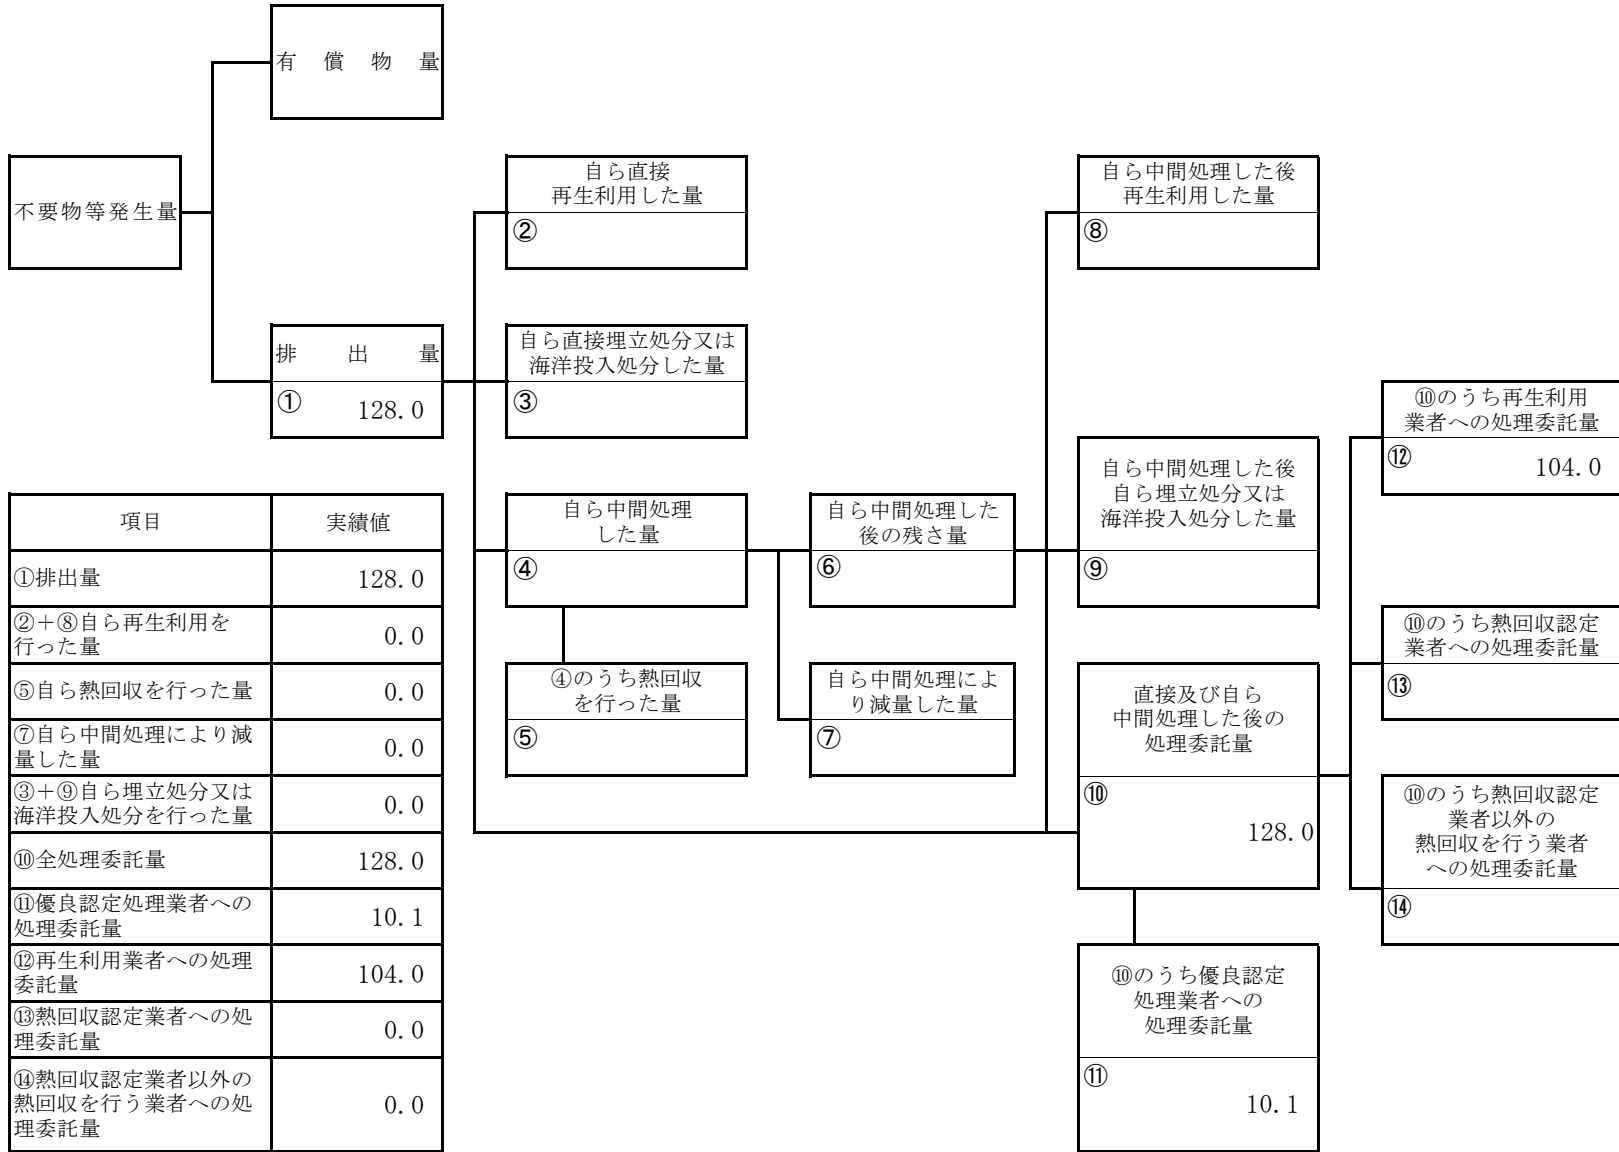 有償物量
不要物等発生量
排出量
① 128.0
自ら直接
再生利用した量
②
自ら直接埋立処分又は
海洋投入処分した量
③
自ら中間処理
した量
④
④のうち熱回収
を行った量
⑤
自ら中間処理した
後の残さ量
⑥
自ら中間処理によ
り減量した量
⑦
自ら中間処理した後
再生利用した量
⑧
自ら中間処理した後
自ら埋立処分又は
海洋投入処分した量
⑨
直接及び自ら
中間処理した後の
処理委託量
⑩
128.0
⑩のうち優良認定
処理業者への
処理委託量
⑪
10.1
⑩のうち再生利用
業者への処理委託量
⑫ 104.0
⑩のうち熱回収認定
業者への処理委託量
⑬
⑩のうち熱回収認定
業者以外の
熱回収を行う業者
への処理委託量
⑭
項目 実績値
①排出量 128.0
②+⑧自ら再生利用を
行った量 0.0
⑤自ら熱回収を行った量 0.0
⑦自ら中間処理により減
量した量 0.0
③+⑨自ら埋立処分又は
海洋投入処分を行った量 0.0
⑩全処理委託量 128.0
⑪優良認定処理業者への
処理委託量 10.1
⑫再生利用業者への処理
委託量 104.0
⑬熱回収認定業者への処
理委託量 0.0
⑭熱回収認定業者以外の
熱回収を行う業者への処
理委託量 0.0